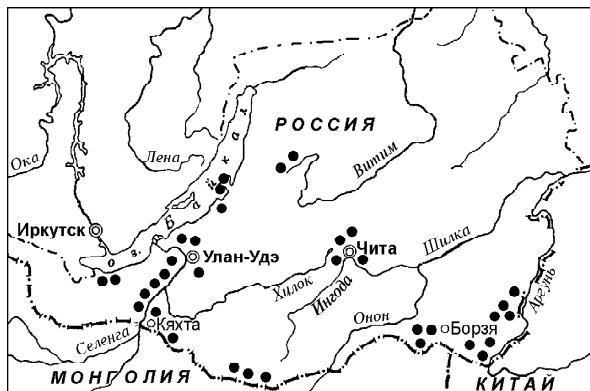 РОССИЯ
Ока
Лена
Витим
оз. Байкал
Иркутск
Улан-Удэ
Чита
Шилка
Хилок
Ингода
Аргунь
Онон
Селенга
Кяхта
Борзя
МОНГОЛИЯ
КИТАЙ